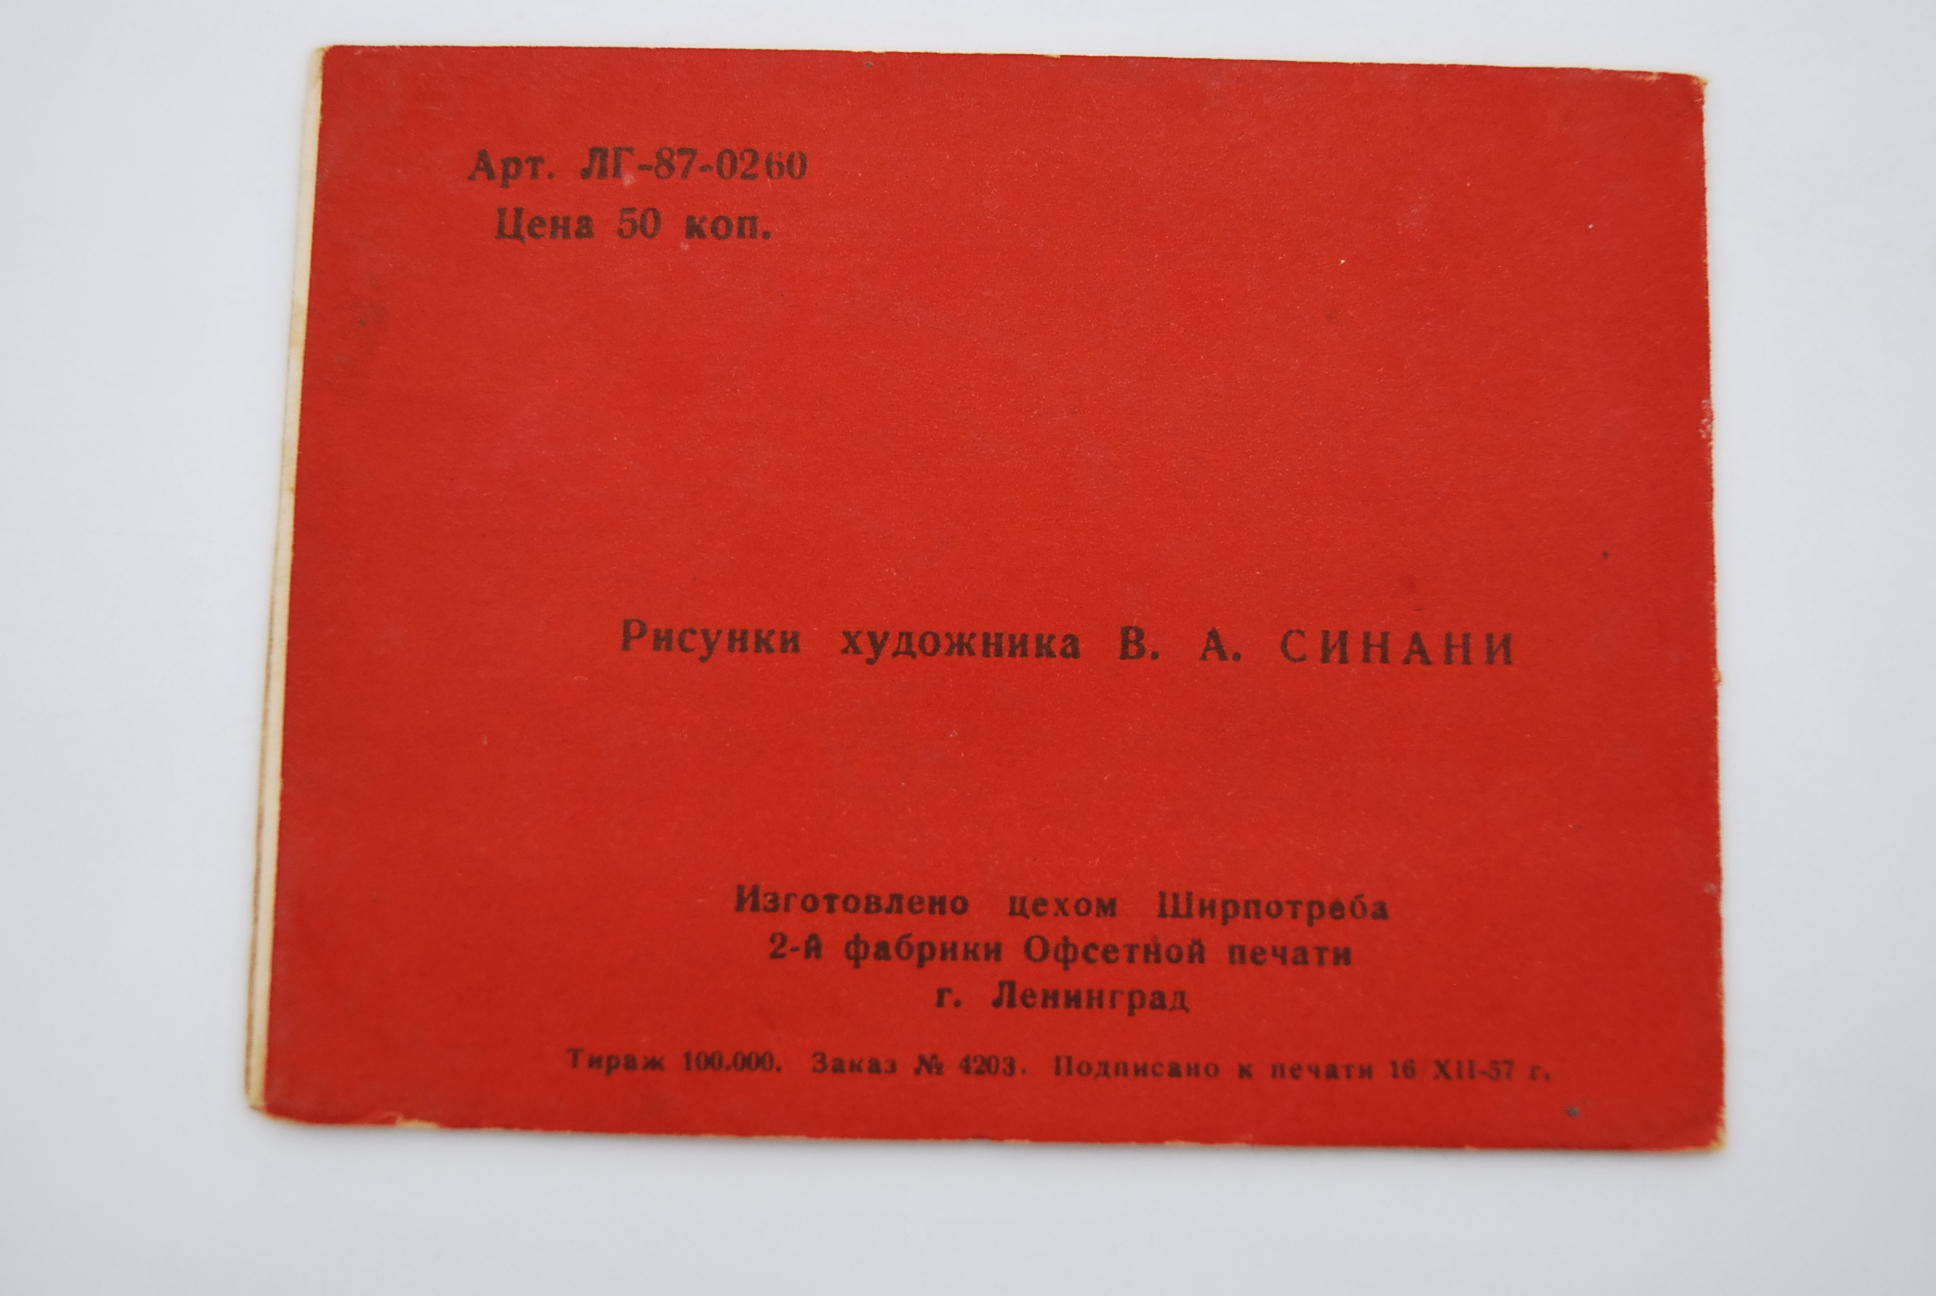 Арт. ЛГ-87-0260
Цена 50 коп.
Рисунки художника В. А. СИНАНИ
Изготовлено цехом Ширпотреба
2-й фабрики Офсетной печати
г. Ленинград
Тираж 100.000. Заказ № 4203. Подписано к печати 16 XII-57 г.